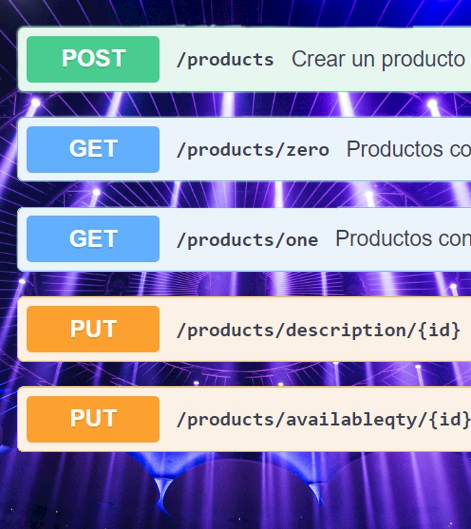 POST /products Crear un producto
GET /products/zero Productos co
GET /products/one Productos con
PUT /products/description/{id}
PUT /products/availableqty/{id}